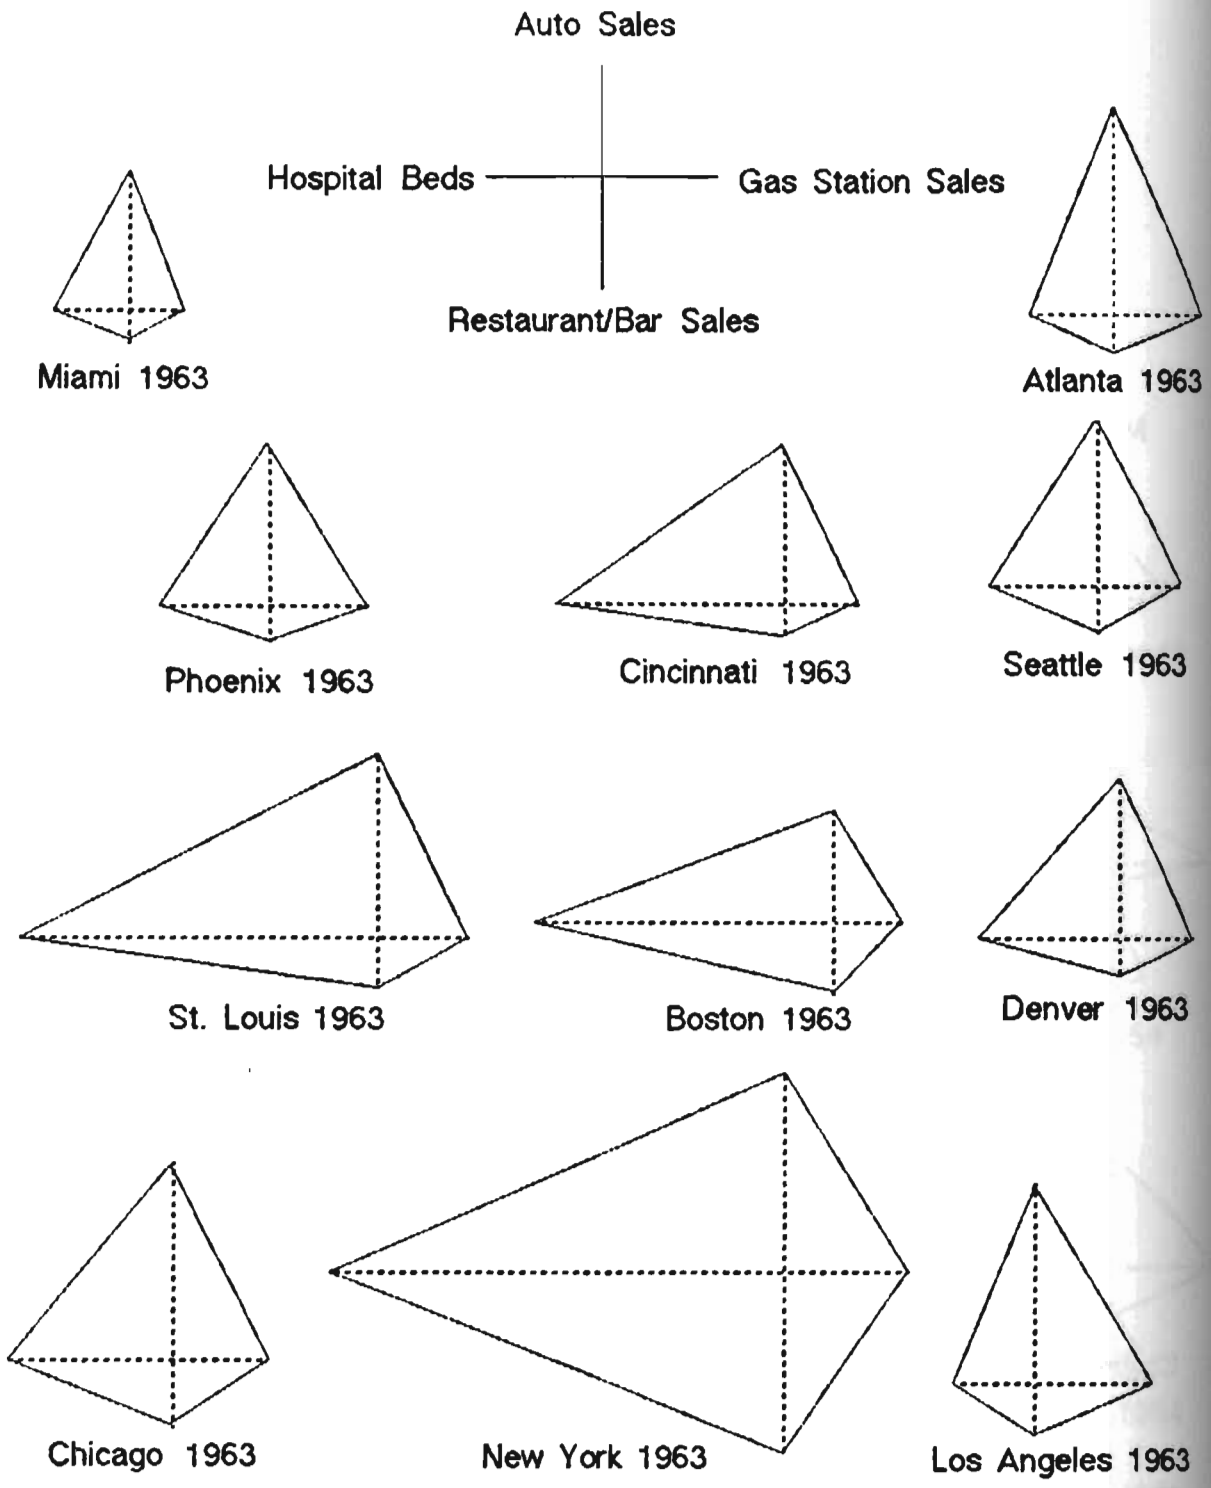 Auto Sales
Hospital Beds
Gas Station Sales
Restaurant/Bar Sales
Miami 1963
Atlanta 1963
Phoenix 1963
Cincinnati 1963
Seattle 1963
St. Louis 1963
Boston 1963
Denver 1963
Chicago 1963
New York 1963
Los Angeles 1963